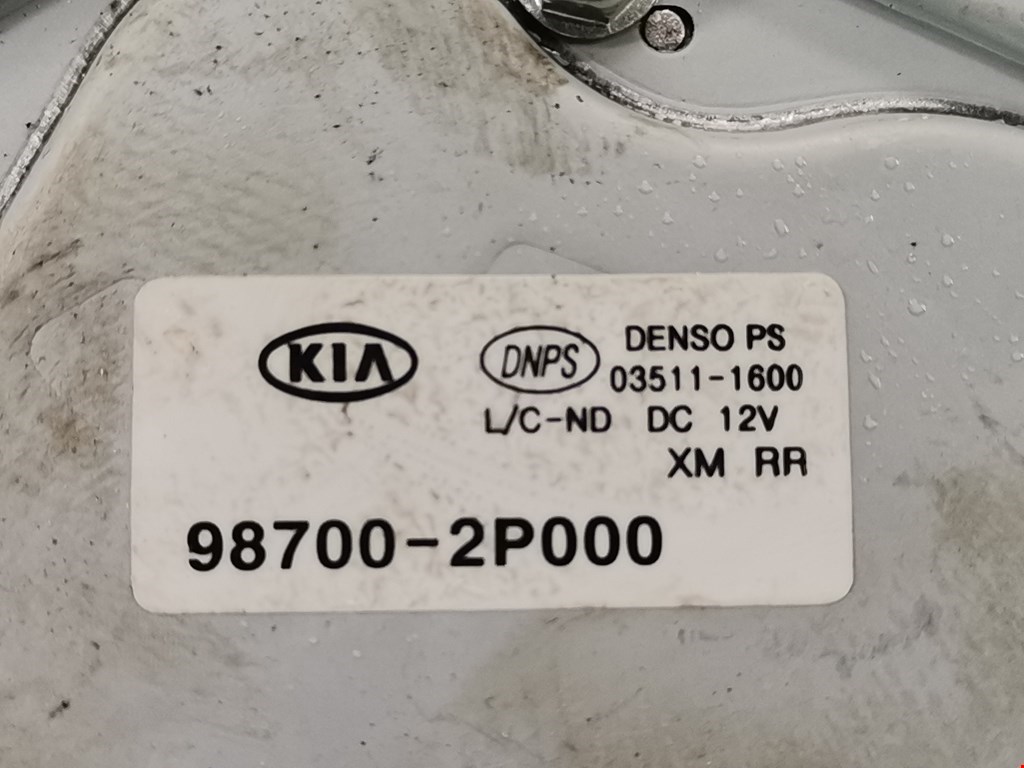 KIA DNPS DENSO PS
03511-1600
L/C-ND DC 12V
XM RR
98700-2P000